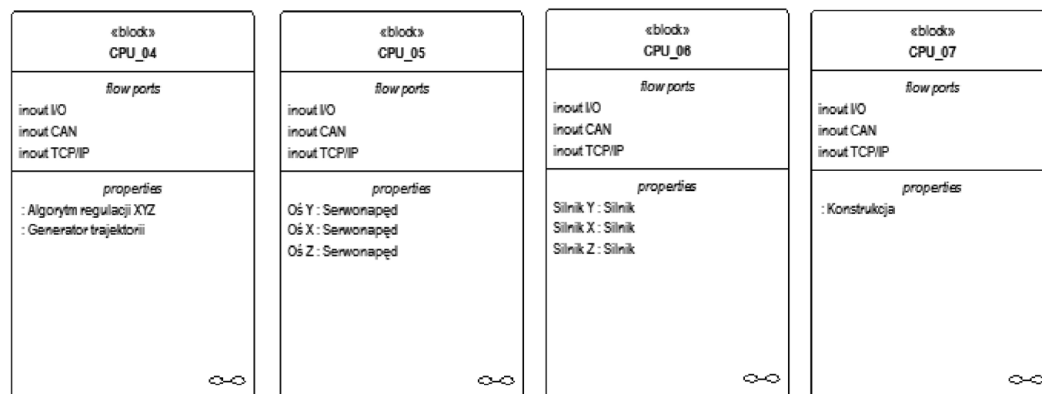 «block»
CPU_04
flow ports
inout I/O
inout CAN
inout TCP/IP
properties
: Algorytm regulacji XYZ
: Generator trajektorii
«block»
CPU_05
flow ports
inout I/O
inout CAN
inout TCP/IP
properties
Oś Y : Serwonapęd
Oś X : Serwonapęd
Oś Z : Serwonapęd
«block»
CPU_06
flow ports
inout I/O
inout CAN
inout TCP/IP
properties
Silnik Y : Silnik
Silnik X : Silnik
Silnik Z : Silnik
«block»
CPU_07
flow ports
inout I/O
inout CAN
inout TCP/IP
properties
: Konstrukcja